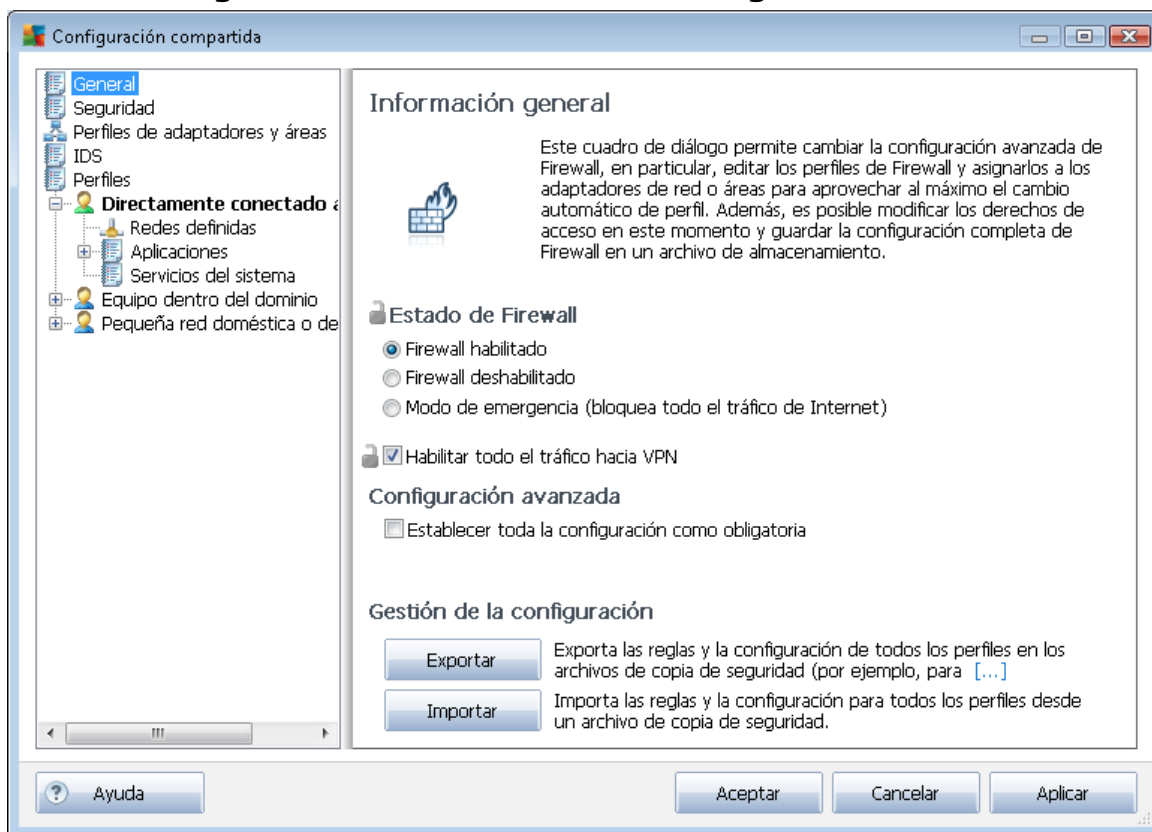 Configuración compartida
General
Seguridad
Perfiles de adaptadores y áreas
IDS
Perfiles
Directamente conectado a
Redes definidas
Aplicaciones
Servicios del sistema
Equipo dentro del dominio
Pequeña red doméstica o de
Información general
Este cuadro de diálogo permite cambiar la configuración avanzada de
Firewall, en particular, editar los perfiles de Firewall y asignarlos a los
adaptadores de red o áreas para aprovechar al máximo el cambio
automático de perfil. Además, es posible modificar los derechos de
acceso en este momento y guardar la configuración completa de
Firewall en un archivo de almacenamiento.
Estado de Firewall
Firewall habilitado
Firewall deshabilitado
Modo de emergencia (bloquea todo el tráfico de Internet)
Habilitar todo el tráfico hacia VPN
Configuración avanzada
Establecer toda la configuración como obligatoria
Gestión de la configuración
Exportar
Exporta las reglas y la configuración de todos los perfiles en los
archivos de copia de seguridad (por ejemplo, para [...]
Importar
Importa las reglas y la configuración para todos los perfiles desde
un archivo de copia de seguridad.
? Ayuda
Aceptar
Cancelar
Aplicar